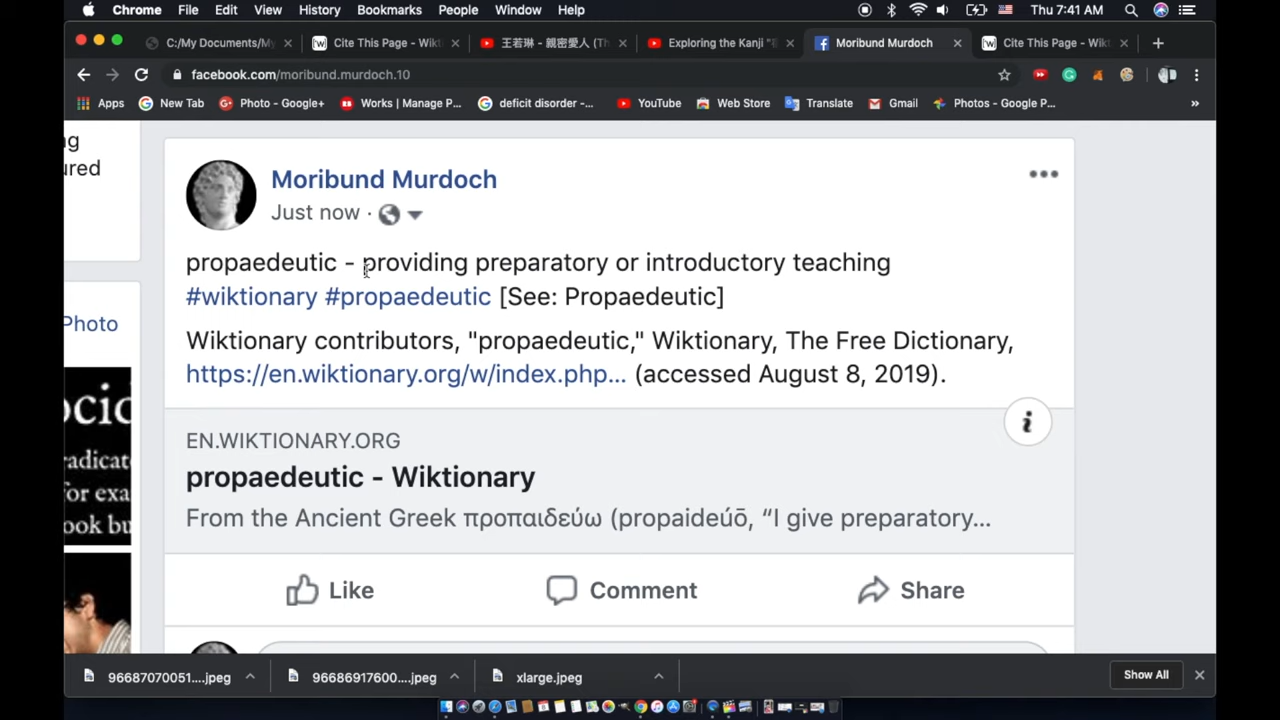 Chrome File Edit View History Bookmarks People Window Help Thu 7:41 AM
C:/My Documents/My Cite This Page - Wikt 王若琳 - 親密愛人 (Th Exploring the Kanji " Moribund Murdoch Cite This Page - Wikt
facebook.com/moribund.murdoch.10
Apps New Tab Photo - Google+ Works | Manage P... deficit disorder -... YouTube Web Store Translate Gmail Photos - Google P... »
ured
Moribund Murdoch
Just now ·
propaedeutic - providing preparatory or introductory teaching
#wiktionary #propaedeutic [See: Propaedeutic]
Wiktionary contributors, "propaedeutic," Wiktionary, The Free Dictionary,
https://en.wiktionary.org/w/index.php... (accessed August 8, 2019).
Photo
EN.WIKTIONARY.ORG
propaedeutic - Wiktionary
From the Ancient Greek προπαιδεύω (propaideúō, “I give preparatory...
ocio
radicat
for exa
ook bu
Like Comment Share
96687070051....jpeg 96686917600....jpeg xlarge.jpeg Show All